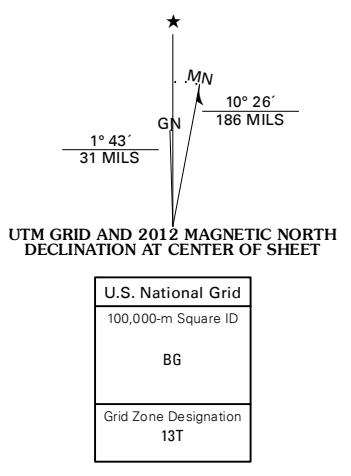 ★
MN
GN
10° 26´
186 MILS
1° 43´
31 MILS
UTM GRID AND 2012 MAGNETIC NORTH
DECLINATION AT CENTER OF SHEET
U.S. National Grid
100,000-m Square ID
BG
Grid Zone Designation
13T